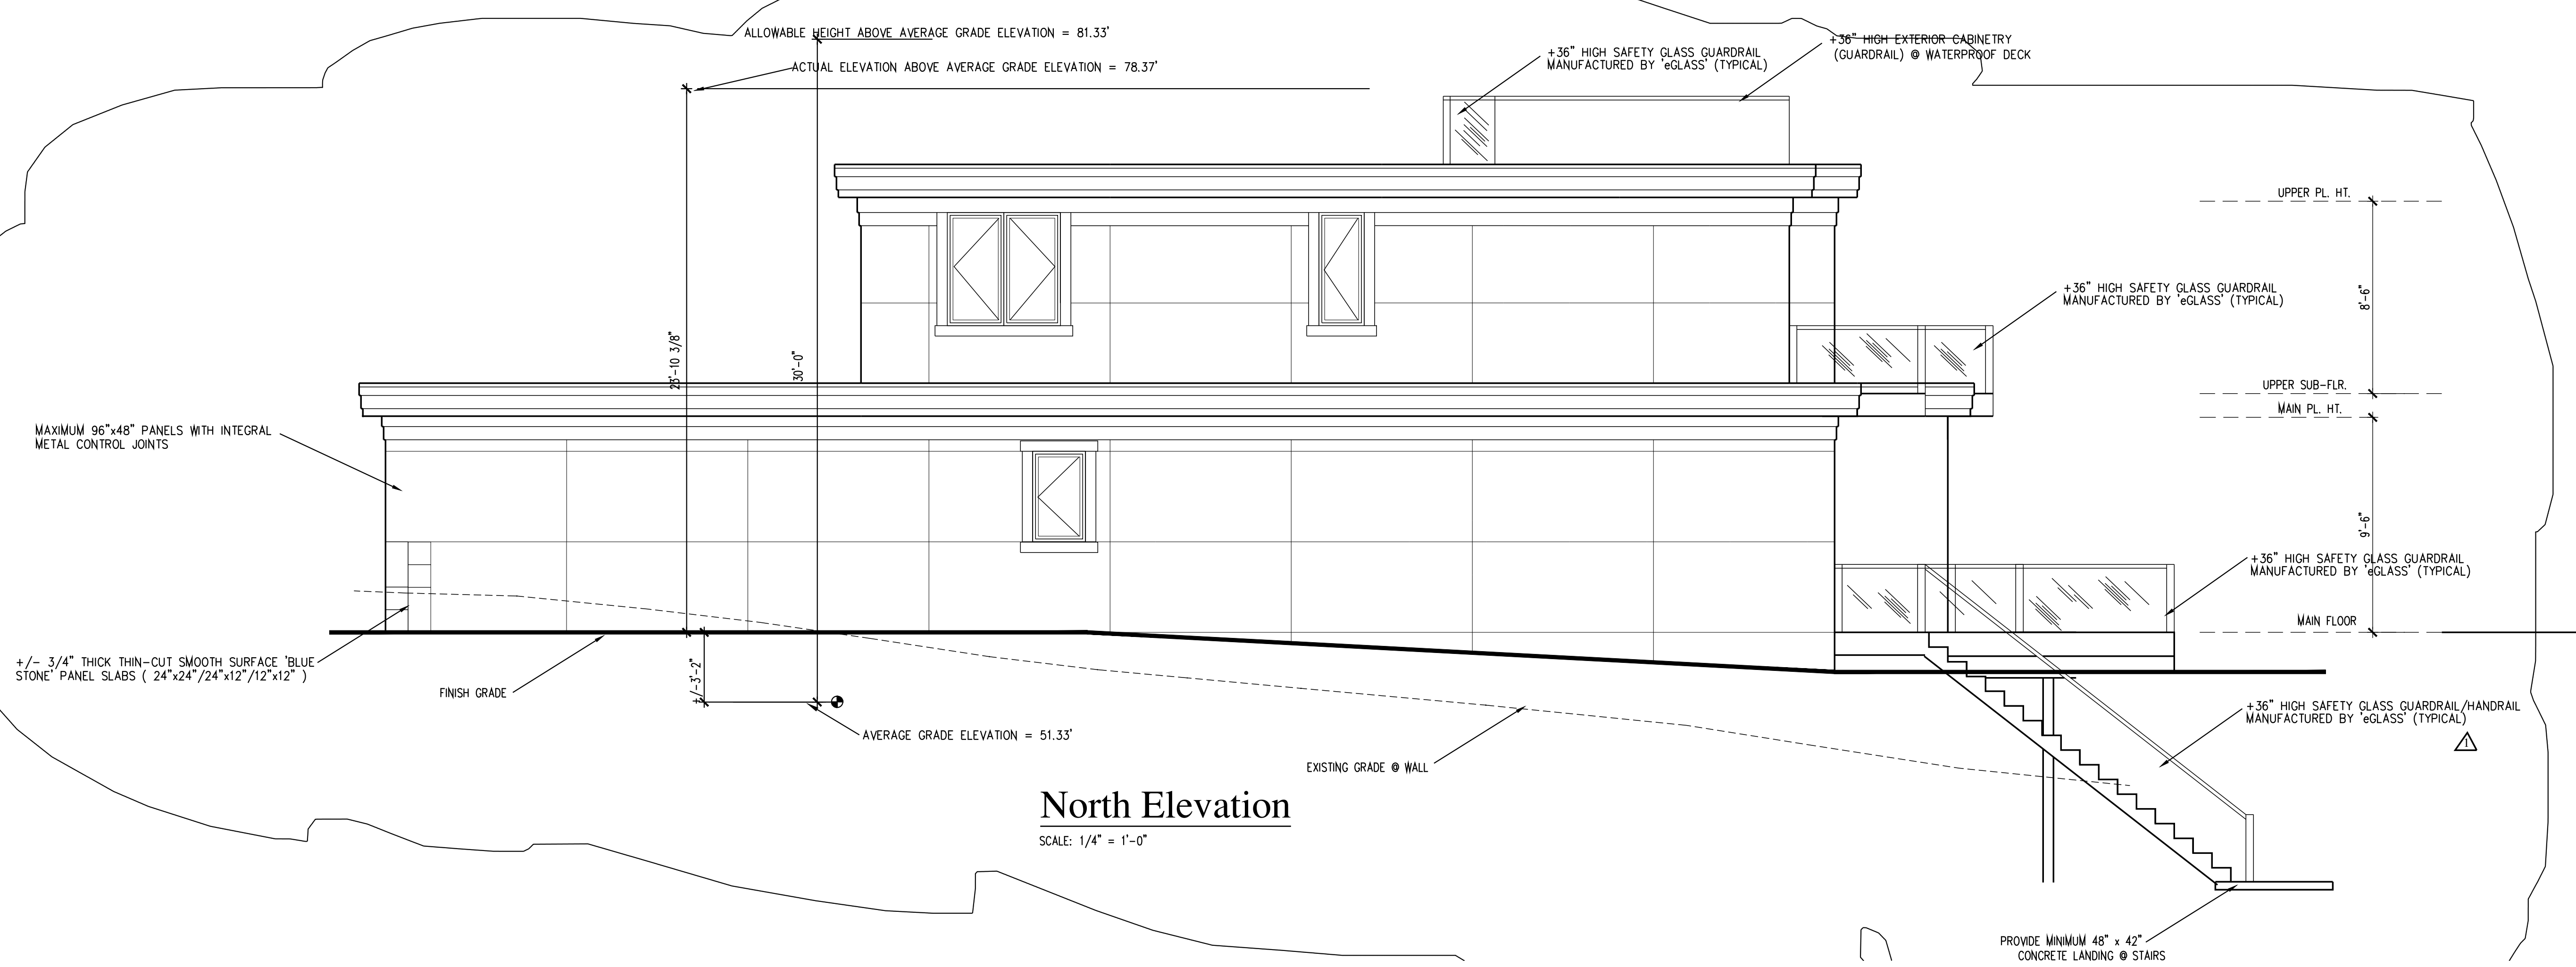 ALLOWABLE HEIGHT ABOVE AVERAGE GRADE ELEVATION = 81.33'
ACTUAL ELEVATION ABOVE AVERAGE GRADE ELEVATION = 78.37'
+36" HIGH SAFETY GLASS GUARDRAIL
MANUFACTURED BY 'eGLASS' (TYPICAL)
+36" HIGH EXTERIOR CABINETRY
(GUARDRAIL) @ WATERPROOF DECK
UPPER PL. HT.
8'-6"
+36" HIGH SAFETY GLASS GUARDRAIL
MANUFACTURED BY 'eGLASS' (TYPICAL)
23'-10 3/8"
30'-0"
UPPER SUB-FLR.
MAIN PL. HT.
MAXIMUM 96"x48" PANELS WITH INTEGRAL
METAL CONTROL JOINTS
9'-6"
+36" HIGH SAFETY GLASS GUARDRAIL
MANUFACTURED BY 'eGLASS' (TYPICAL)
MAIN FLOOR
+/- 3/4" THICK THIN-CUT SMOOTH SURFACE 'BLUE
STONE' PANEL SLABS ( 24"x24"/24"x12"/12"x12" )
FINISH GRADE
+/-3'-2"
AVERAGE GRADE ELEVATION = 51.33'
+36" HIGH SAFETY GLASS GUARDRAIL/HANDRAIL
MANUFACTURED BY 'eGLASS' (TYPICAL)
1
EXISTING GRADE @ WALL
North Elevation
SCALE: 1/4" = 1'-0"
PROVIDE MINIMUM 48" x 42"
CONCRETE LANDING @ STAIRS